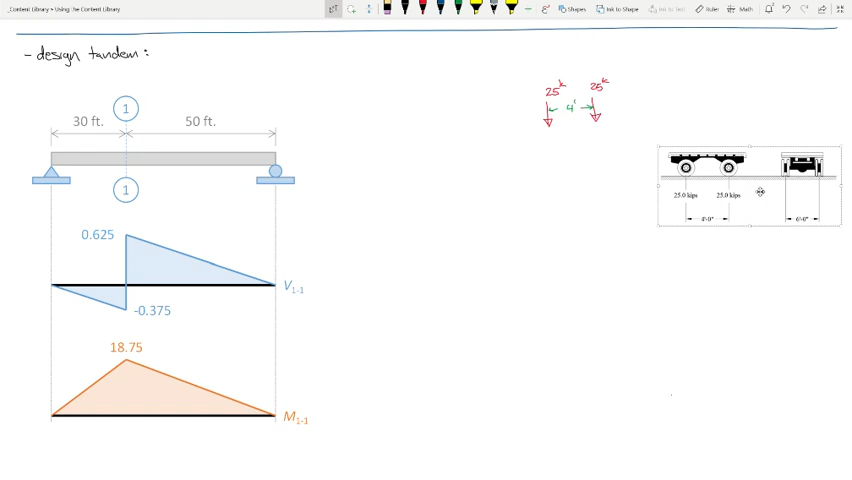 _Content Library » Using the Content Library
Shapes
Ink to Shape
Ink to Text
Ruler
Math
- design tandem:
25k 25k
4'
1
30 ft. 50 ft.
1
25.0 kips 25.0 kips
4'-0" 6'-0"
0.625
V1-1
-0.375
18.75
M1-1